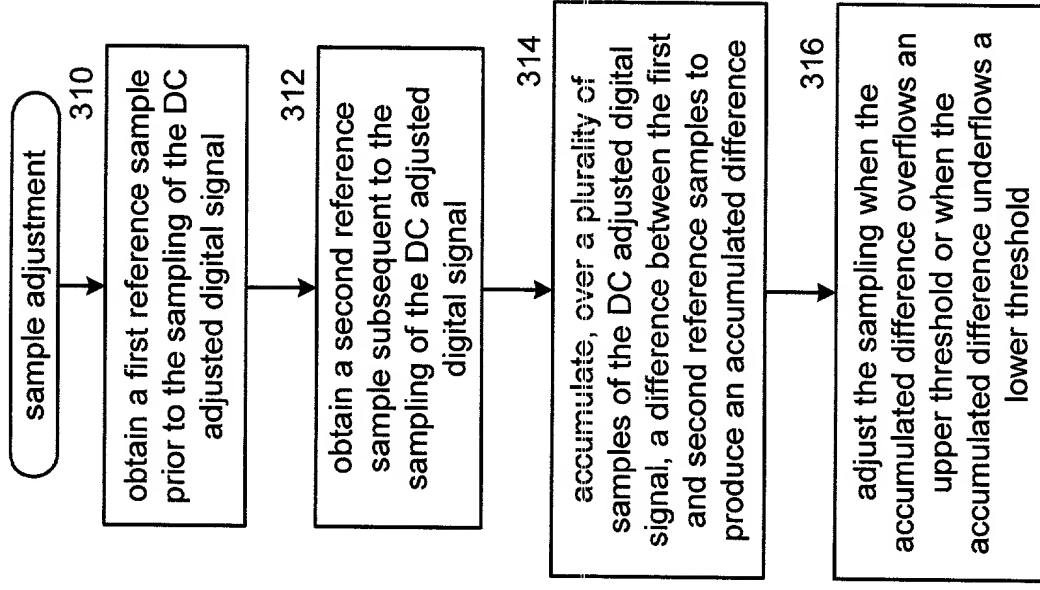 sample adjustment
310
obtain a first reference sample
prior to the sampling of the DC
adjusted digital signal
312
obtain a second reference
sample subsequent to the
sampling of the DC adjusted
digital signal
314
accumulate, over a plurality of
samples of the DC adjusted digital
signal, a difference between the first
and second reference samples to
produce an accumulated difference
316
adjust the sampling when the
accumulated difference overflows an
upper threshold or when the
accumulated difference underflows a
lower threshold